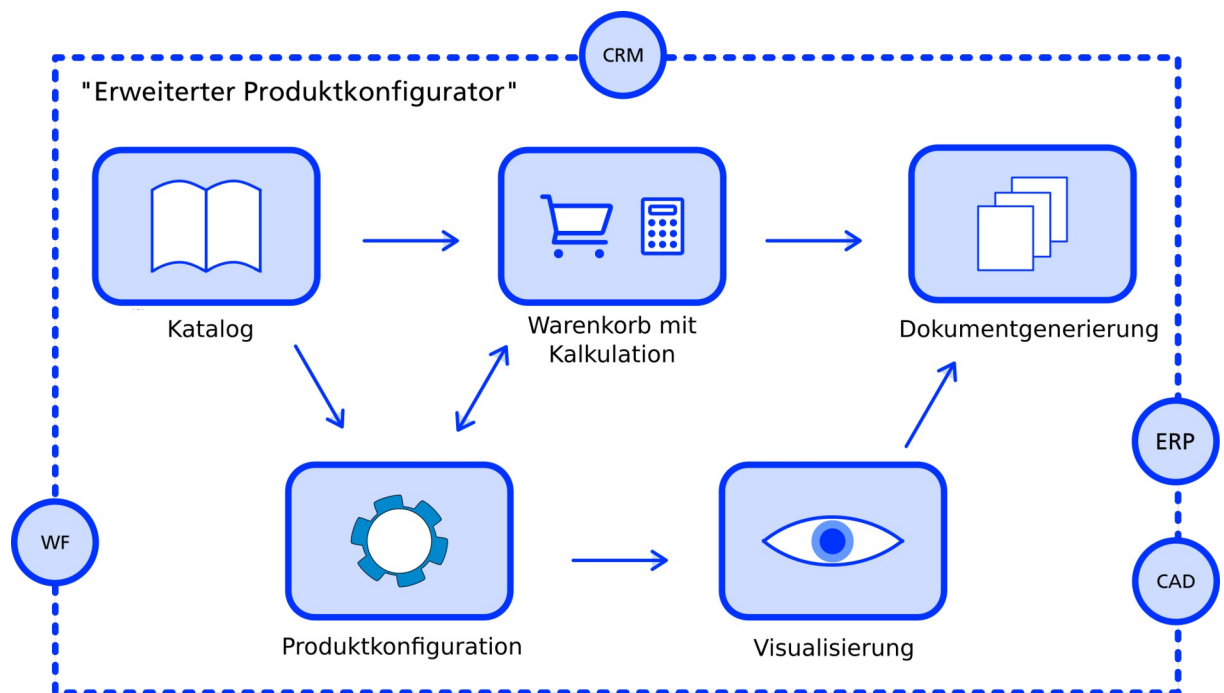 CRM
"Erweiterter Produktkonfigurator"
Katalog
Warenkorb mit
Kalkulation
Dokumentgenerierung
ERP
WF
CAD
Produktkonfiguration
Visualisierung